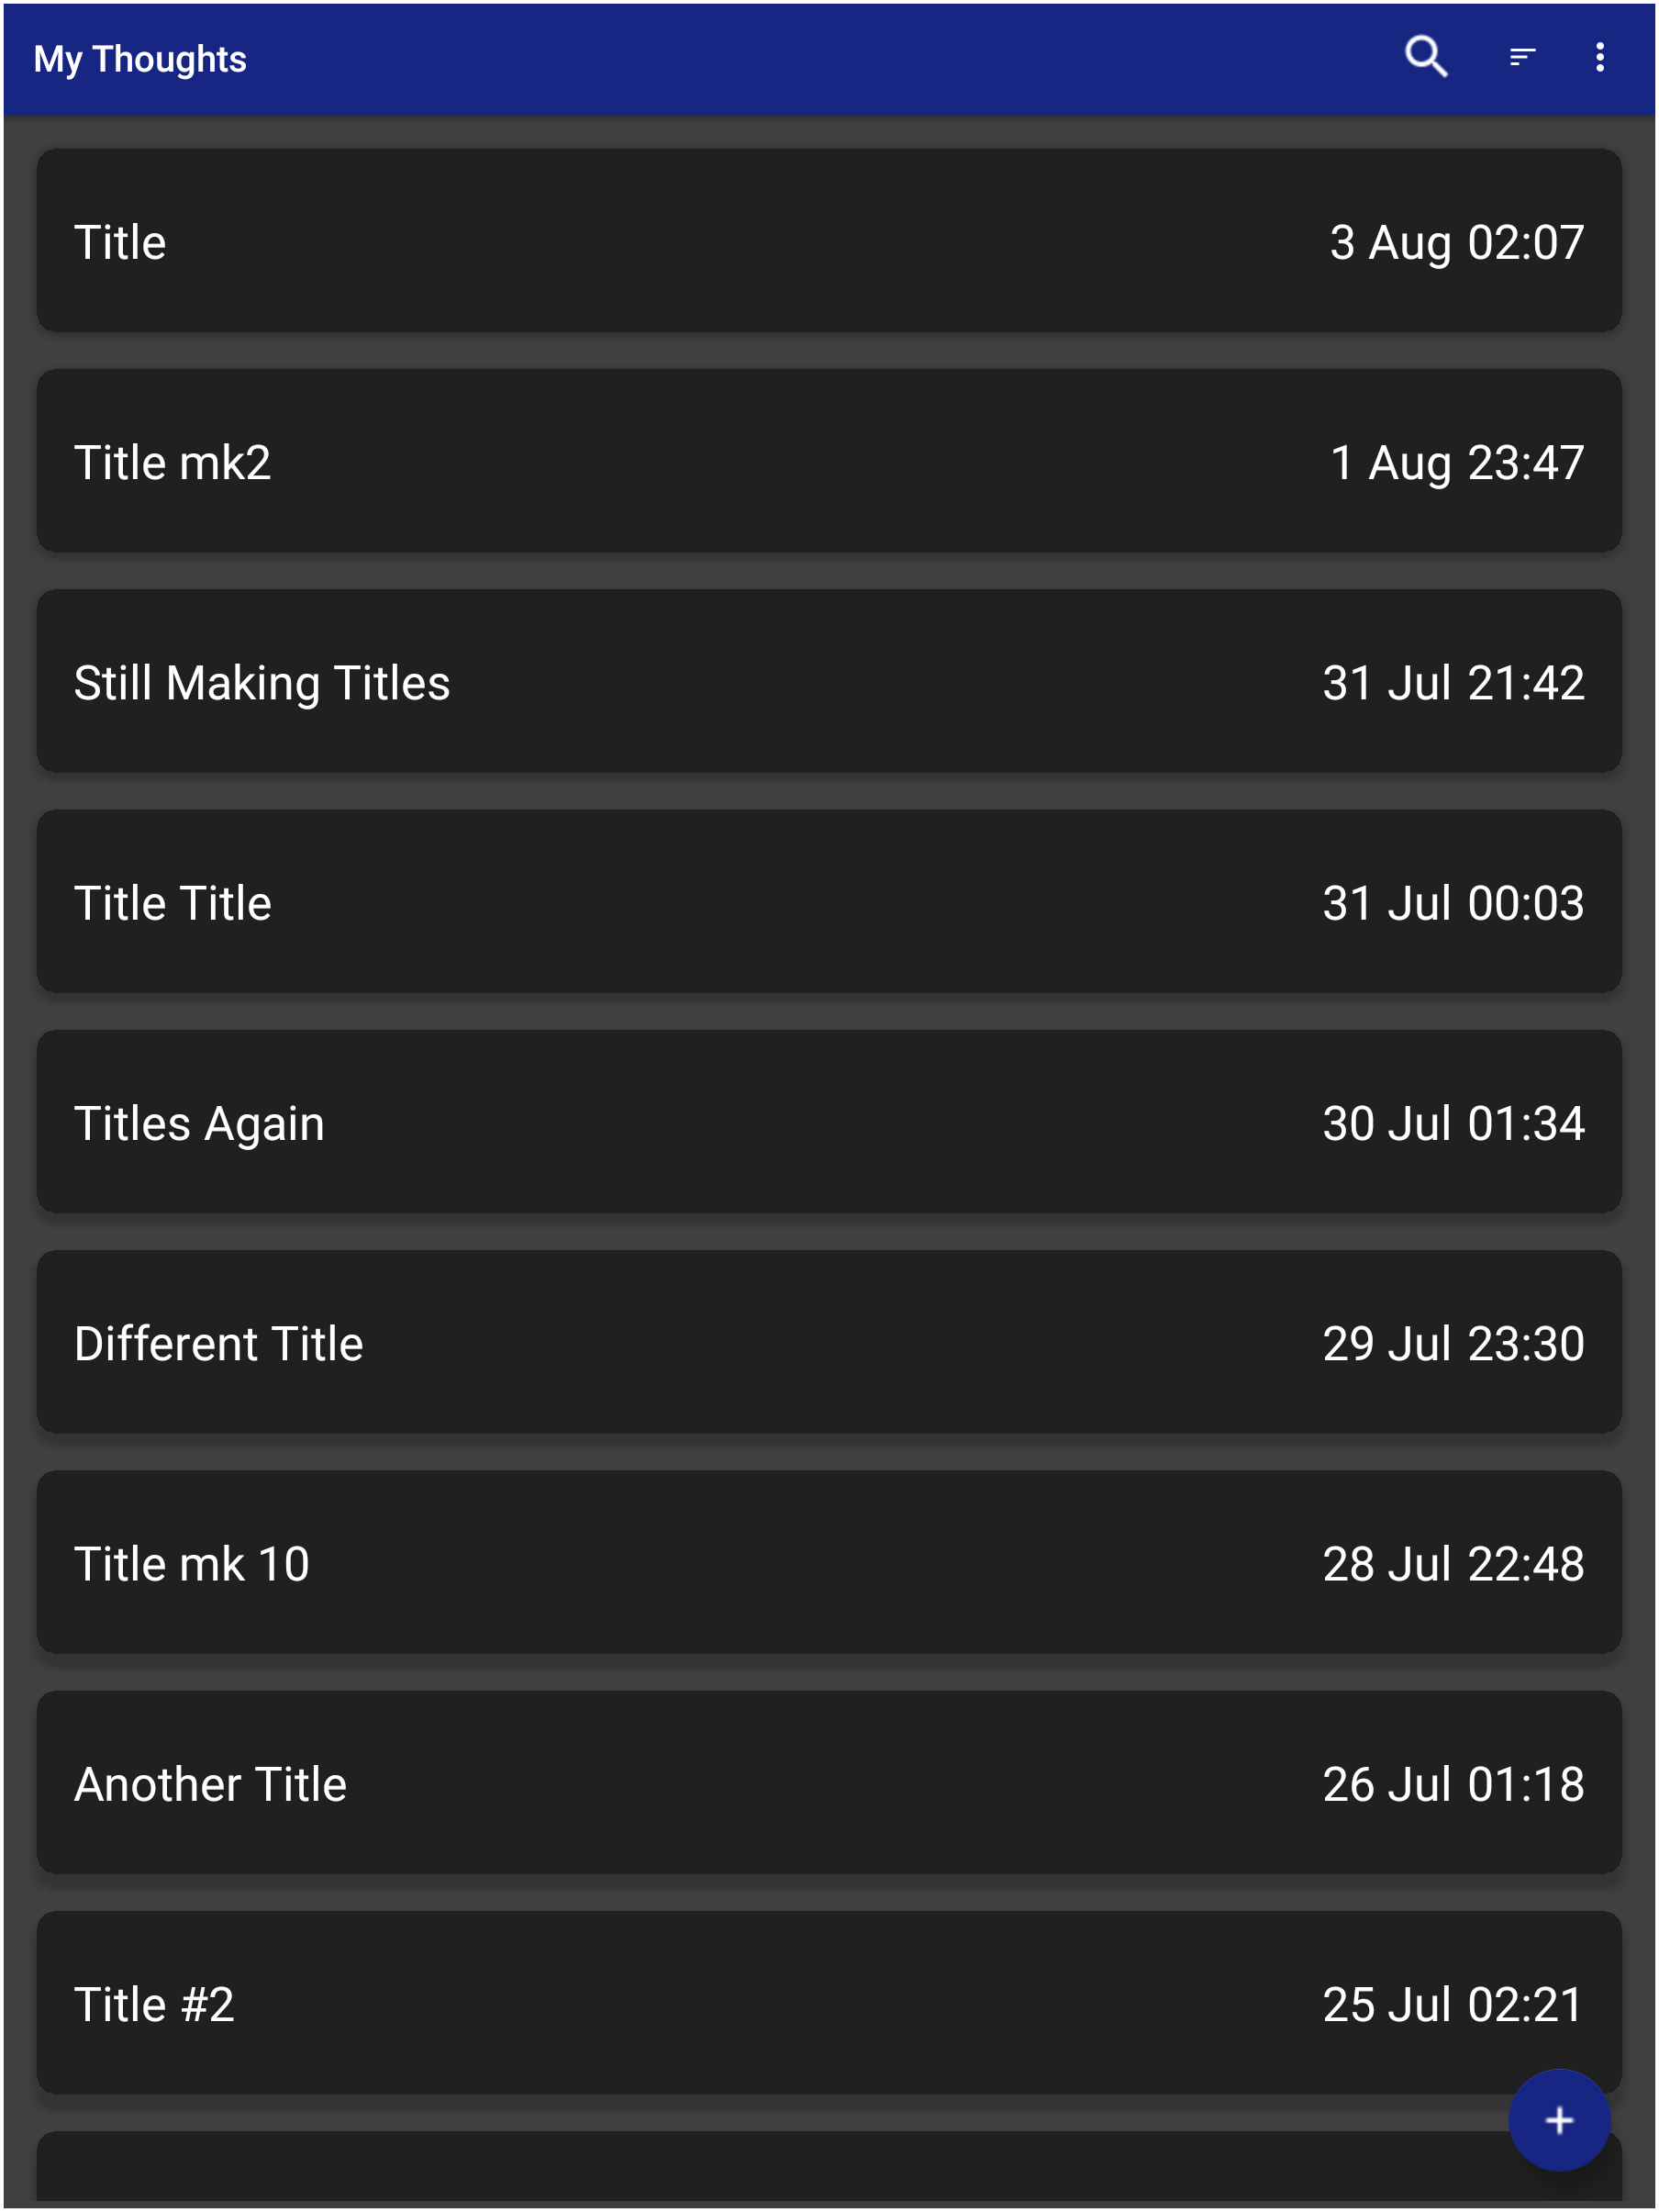 My Thoughts
Title 3 Aug 02:07
Title mk2 1 Aug 23:47
Still Making Titles 31 Jul 21:42
Title Title 31 Jul 00:03
Titles Again 30 Jul 01:34
Different Title 29 Jul 23:30
Title mk 10 28 Jul 22:48
Another Title 26 Jul 01:18
Title #2 25 Jul 02:21